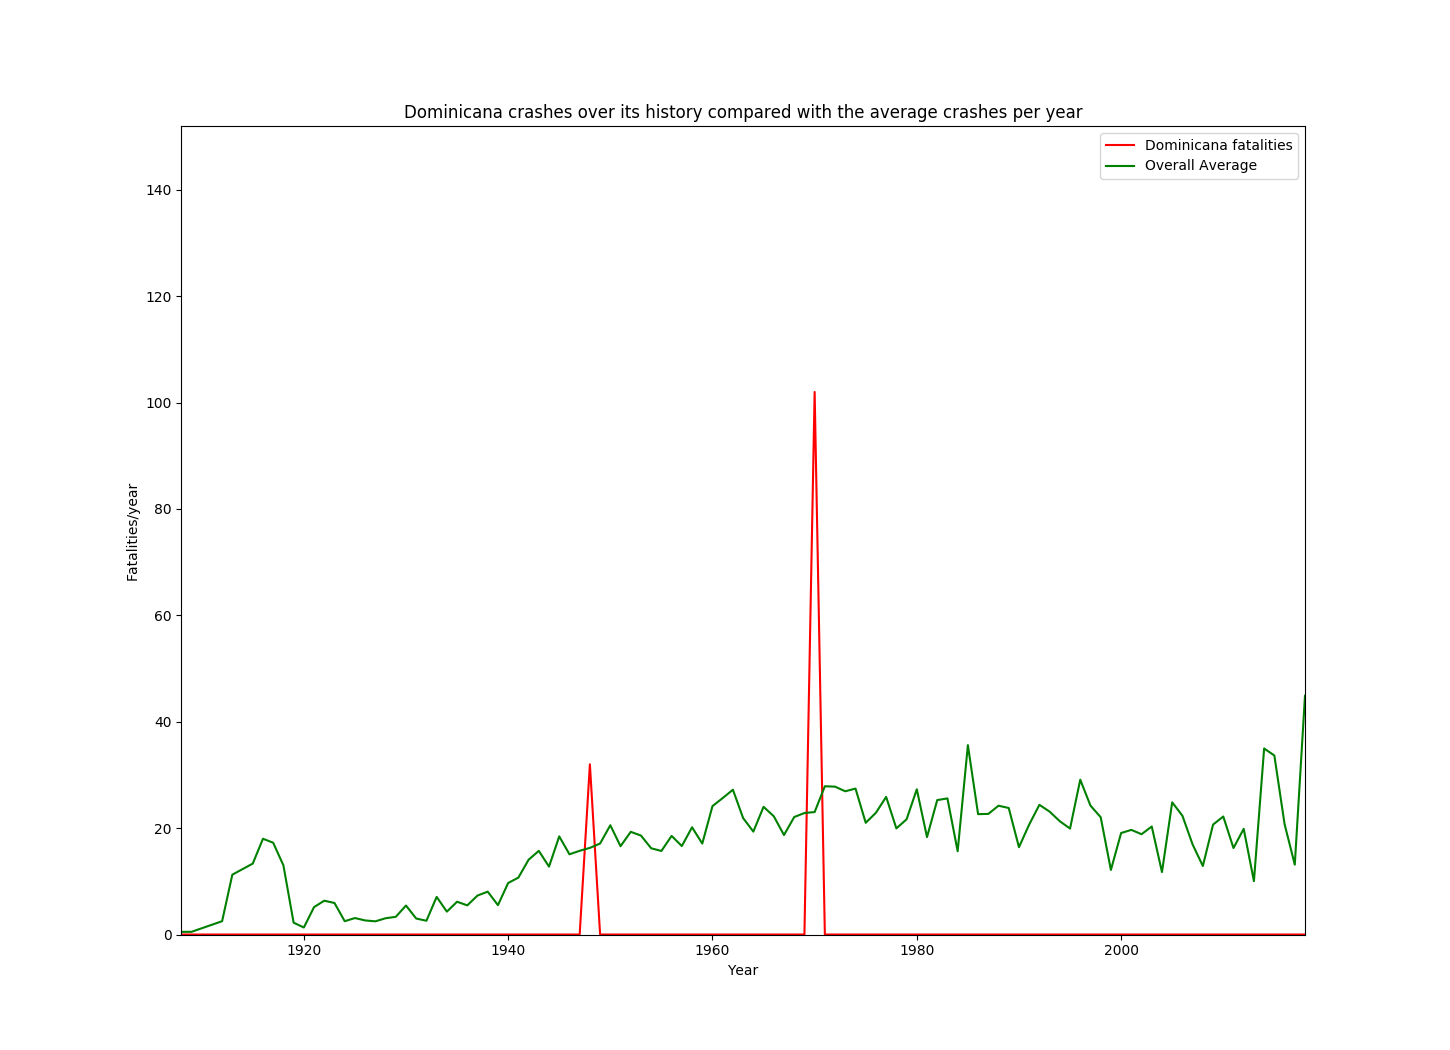 Dominicana crashes over its history compared with the average crashes per year
Dominicana fatalities
Overall Average
140
120
100
80
60
40
20
0
Fatalities/year
1920 1940 1960 1980 2000
Year